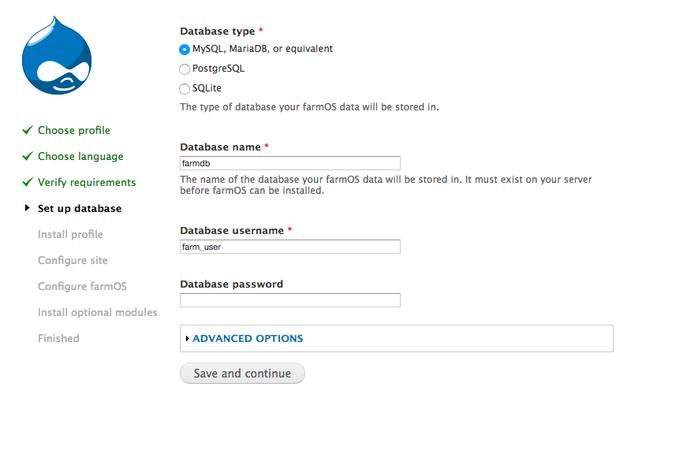 Database type *
MySQL, MariaDB, or equivalent
PostgreSQL
SQLite
The type of database your farmOS data will be stored in.
Choose profile
Choose language
Verify requirements
Set up database
Install profile
Configure site
Configure farmOS
Install optional modules
Finished
Database name *
farmdb
The name of the database your farmOS data will be stored in. It must exist on your server
before farmOS can be installed.
Database username *
farm_user
Database password
ADVANCED OPTIONS
Save and continue